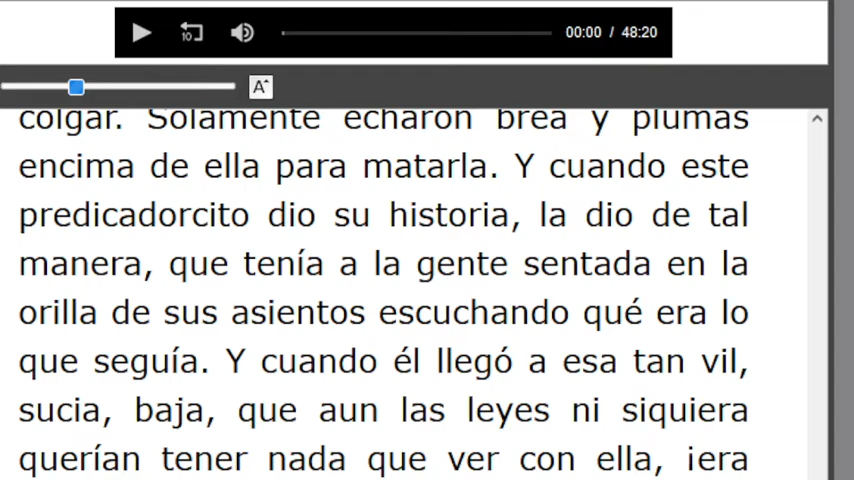 10
00:00 / 48:20
A
colgar. Solamente echaron brea y plumas
encima de ella para matarla. Y cuando este
predicadorcito dio su historia, la dio de tal
manera, que tenía a la gente sentada en la
orilla de sus asientos escuchando qué era lo
que seguía. Y cuando él llegó a esa tan vil,
sucia, baja, que aun las leyes ni siquiera
querían tener nada que ver con ella, ¡era